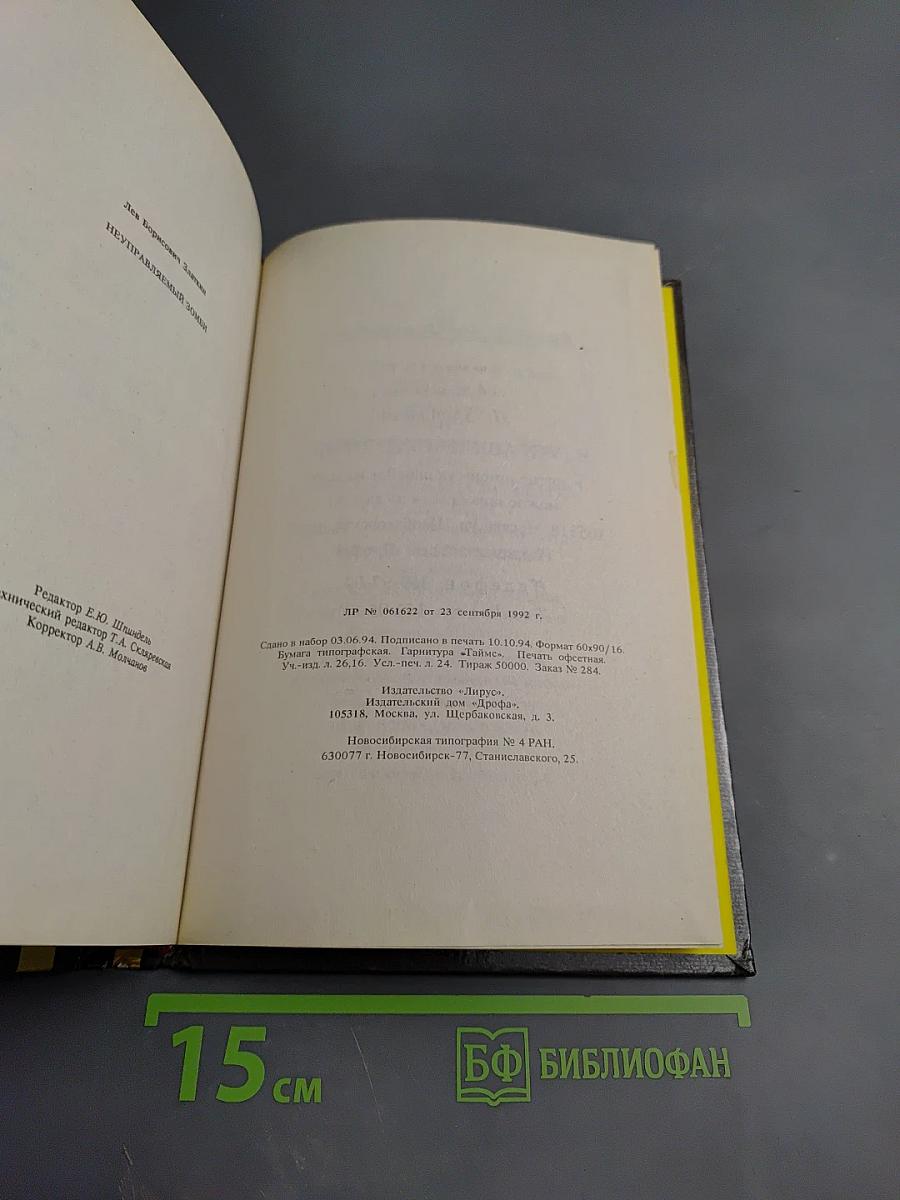 Лев Борисович Златкин
НЕУПРАВЛЯЕМЫЙ ЗОМБИ
Редактор Е.Ю. Шпиндель
хнический редактор Т.А. Скляревская
Корректор А.В. Молчанов
ЛР № 061622 от 23 сентября 1992 г.
Сдано в набор 03.06.94. Подписано в печать 10.10.94. Формат 60х90/16.
Бумага типографская. Гарнитура «Таймс». Печать офсетная.
Уч.-изд. л. 26,16. Усл.-печ. л. 24. Тираж 50000. Заказ № 284.
Издательство «Лирус».
Издательский дом «Дрофа».
105318, Москва, ул. Щербаковская, д. 3.
Новосибирская типография № 4 РАН.
630077 г. Новосибирск-77, Станиславского, 25.
15 см
БФ БИБЛИОФАН